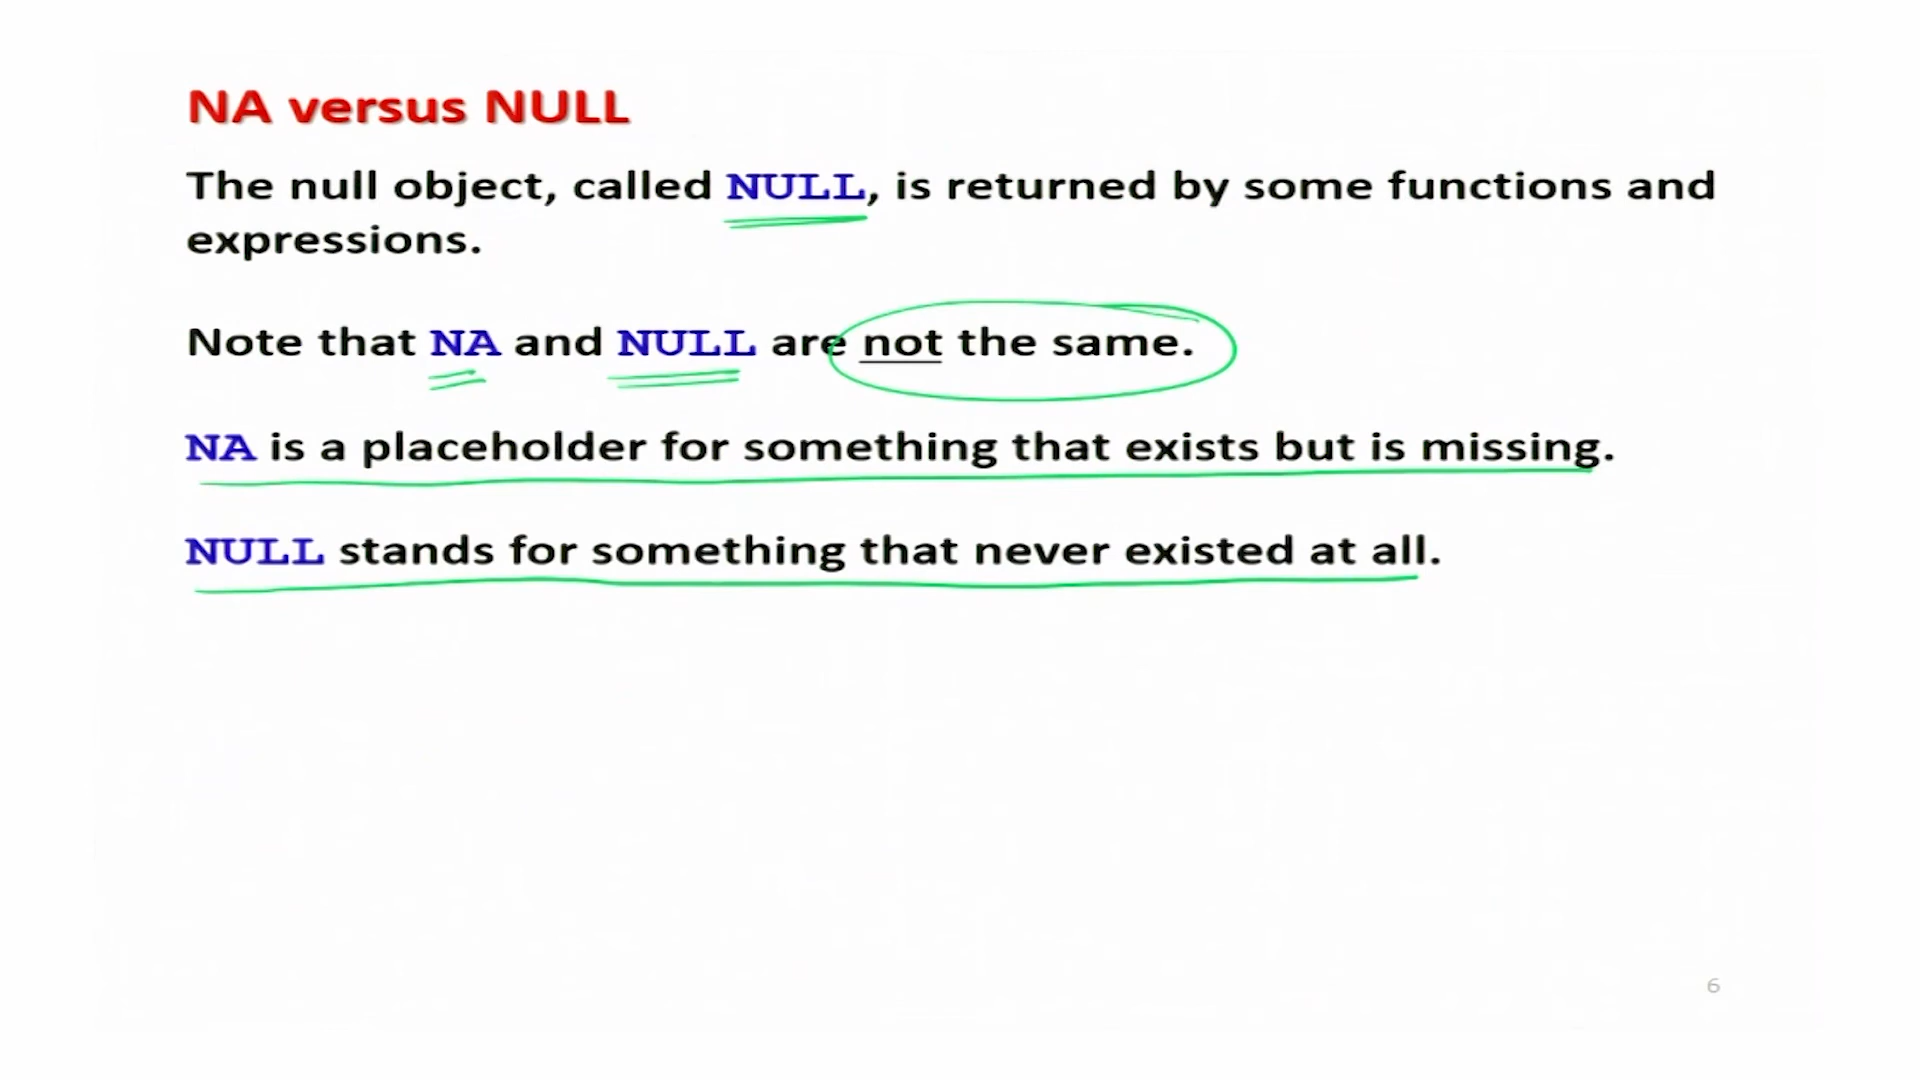 NA versus NULL
The null object, called NULL, is returned by some functions and
expressions.
Note that NA and NULL are not the same.
NA is a placeholder for something that exists but is missing.
NULL stands for something that never existed at all.
6